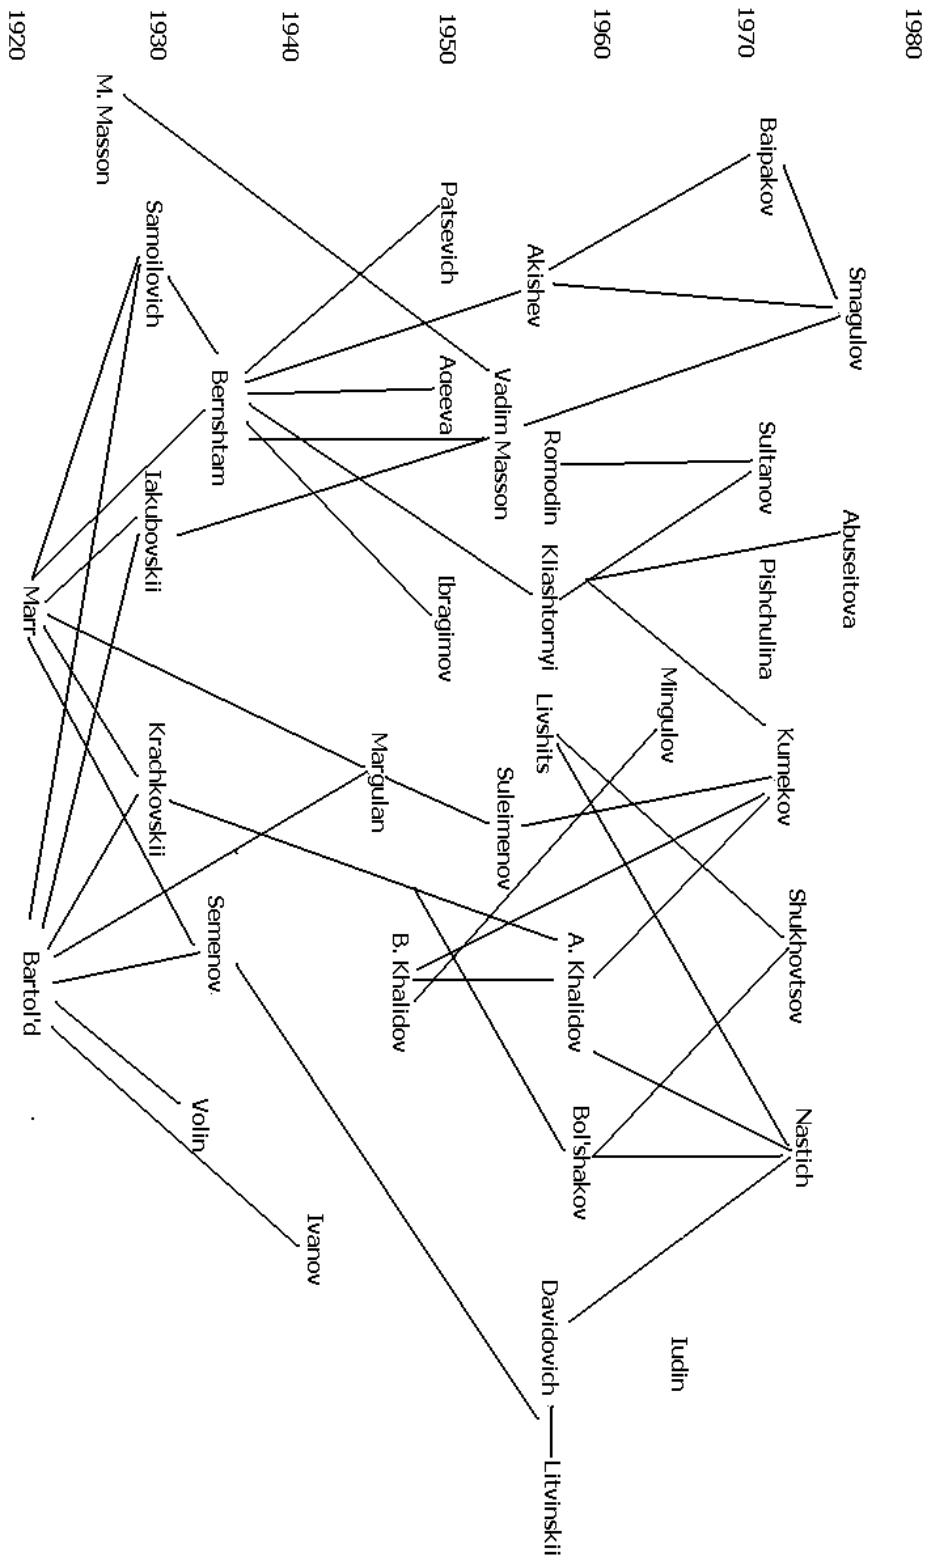 1980
Smagulov
Abuseitova
1970
Baipakov
Sultanov
Pishchulina
Kumekov
Shukhovtsov
Nastich
1960
Mingulov
Iudin
Akishev
Romodin
Kliashtornyi
Livshits
A. Khalidov
Bol'shakov
Davidovich
Litvinskii
Vadim Masson
Suleimenov
1950
Patsevich
Ageeva
Ibragimov
B. Khalidov
Margulan
1940
Ivanov
Bernshtam
Semenov.
Volin
1930
Samoilovich
Iakubovskii
Krachkovskii
M. Masson
1920
Marr
Bartol'd